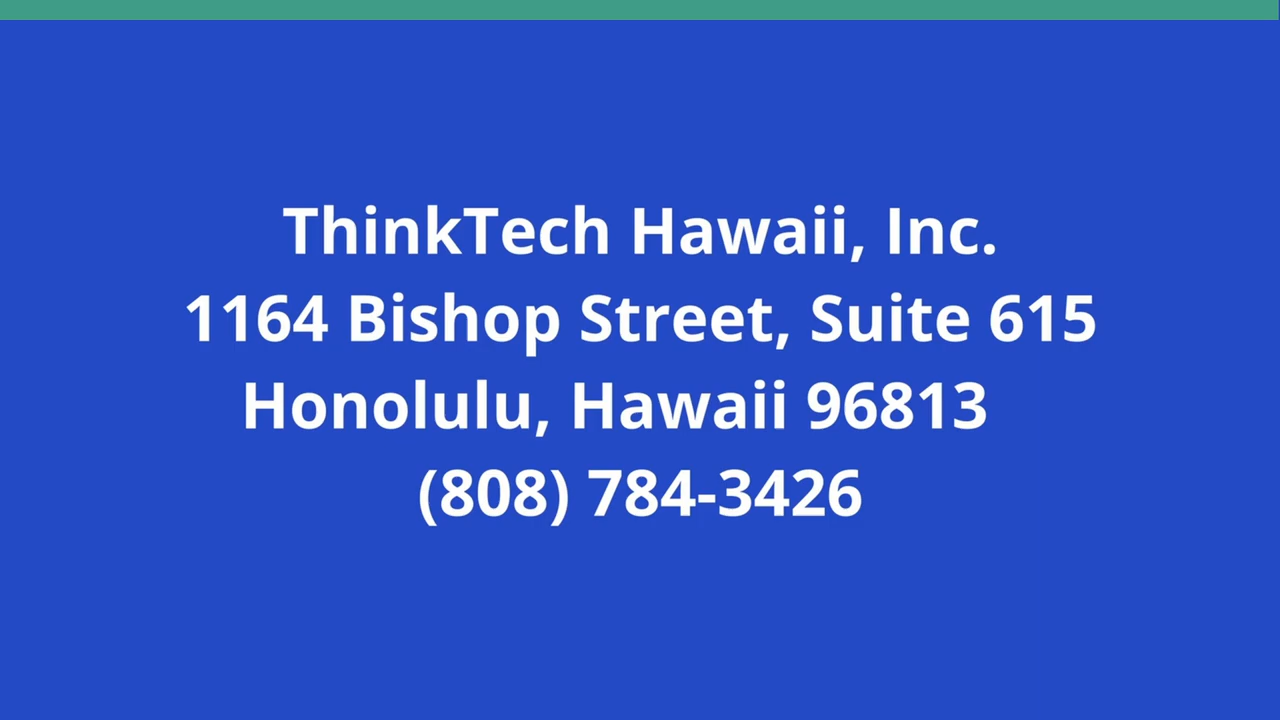 ThinkTech Hawaii, Inc.
1164 Bishop Street, Suite 615
Honolulu, Hawaii 96813
(808) 784-3426